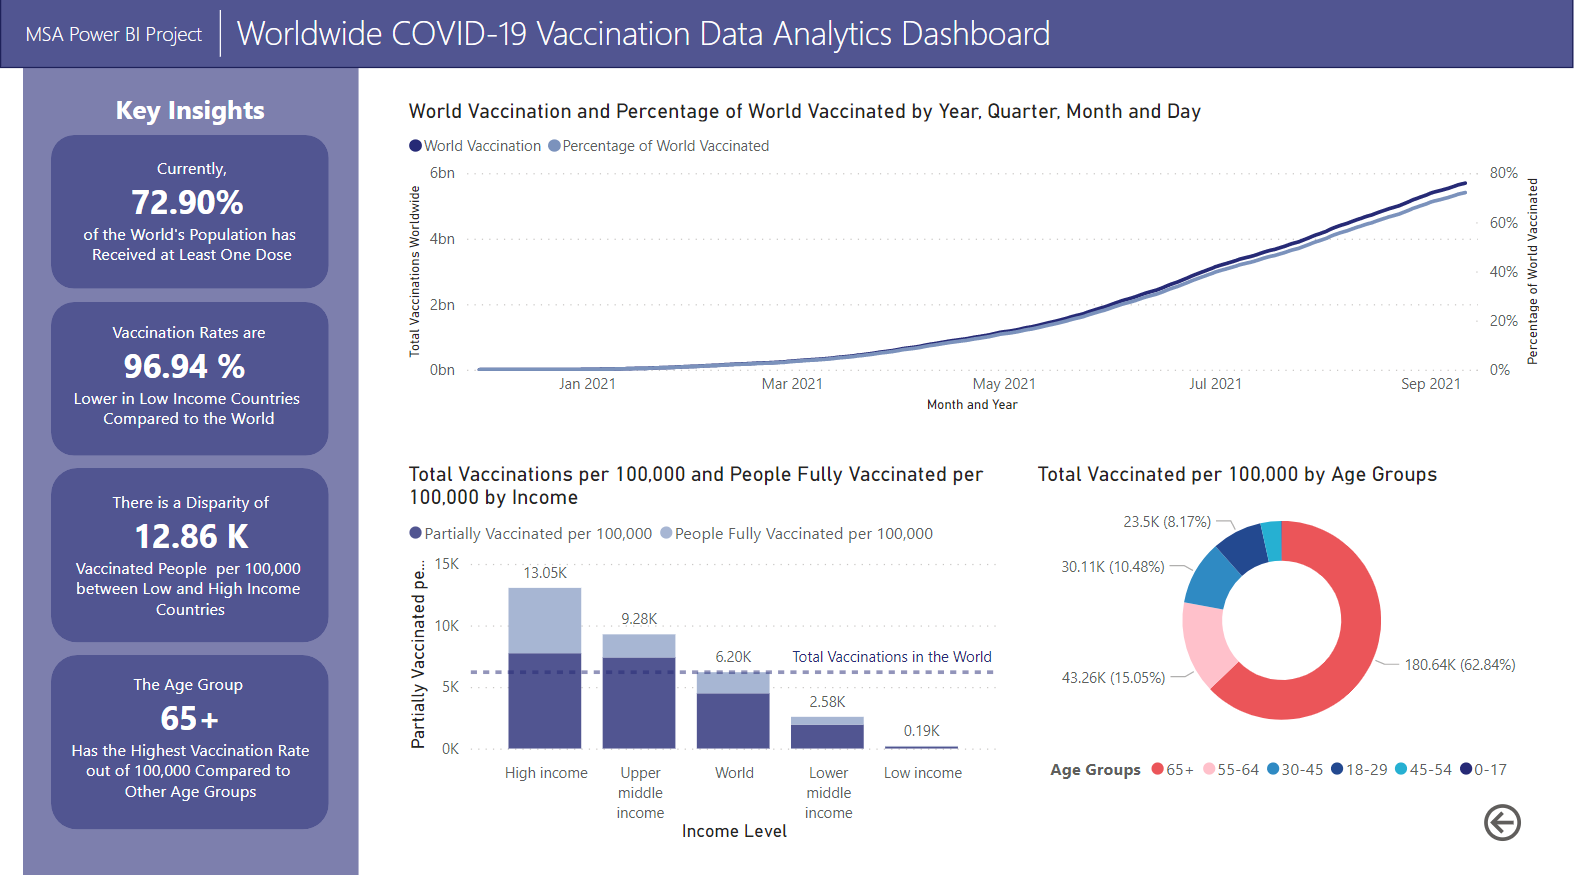 MSA Power BI Project
Worldwide COVID-19 Vaccination Data Analytics Dashboard
Key Insights
Currently,
72.90%
of the World's Population has
Received at Least One Dose
Vaccination Rates are
96.94 %
Lower in Low Income Countries
Compared to the World
There is a Disparity of
12.86 K
Vaccinated People per 100,000
between Low and High Income
Countries
The Age Group
65+
Has the Highest Vaccination Rate
out of 100,000 Compared to
Other Age Groups
World Vaccination and Percentage of World Vaccinated by Year, Quarter, Month and Day
World Vaccination Percentage of World Vaccinated
Total Vaccinations Worldwide
6bn
4bn
2bn
0bn
80%
60%
40%
20%
0%
Percentage of World Vaccinated
Jan 2021 Mar 2021 May 2021 Jul 2021 Sep 2021
Month and Year
Total Vaccinations per 100,000 and People Fully Vaccinated per
100,000 by Income
Partially Vaccinated per 100,000 People Fully Vaccinated per 100,000
Partially Vaccinated pe...
15K
10K
5K
0K
13.05K
9.28K
6.20K
2.58K
0.19K
Total Vaccinations in the World
High income
Upper
middle
income
World
Lower
middle
income
Low income
Income Level
Total Vaccinated per 100,000 by Age Groups
23.5K (8.17%)
30.11K (10.48%)
43.26K (15.05%)
180.64K (62.84%)
Age Groups 65+ 55-64 30-45 18-29 45-54 0-17